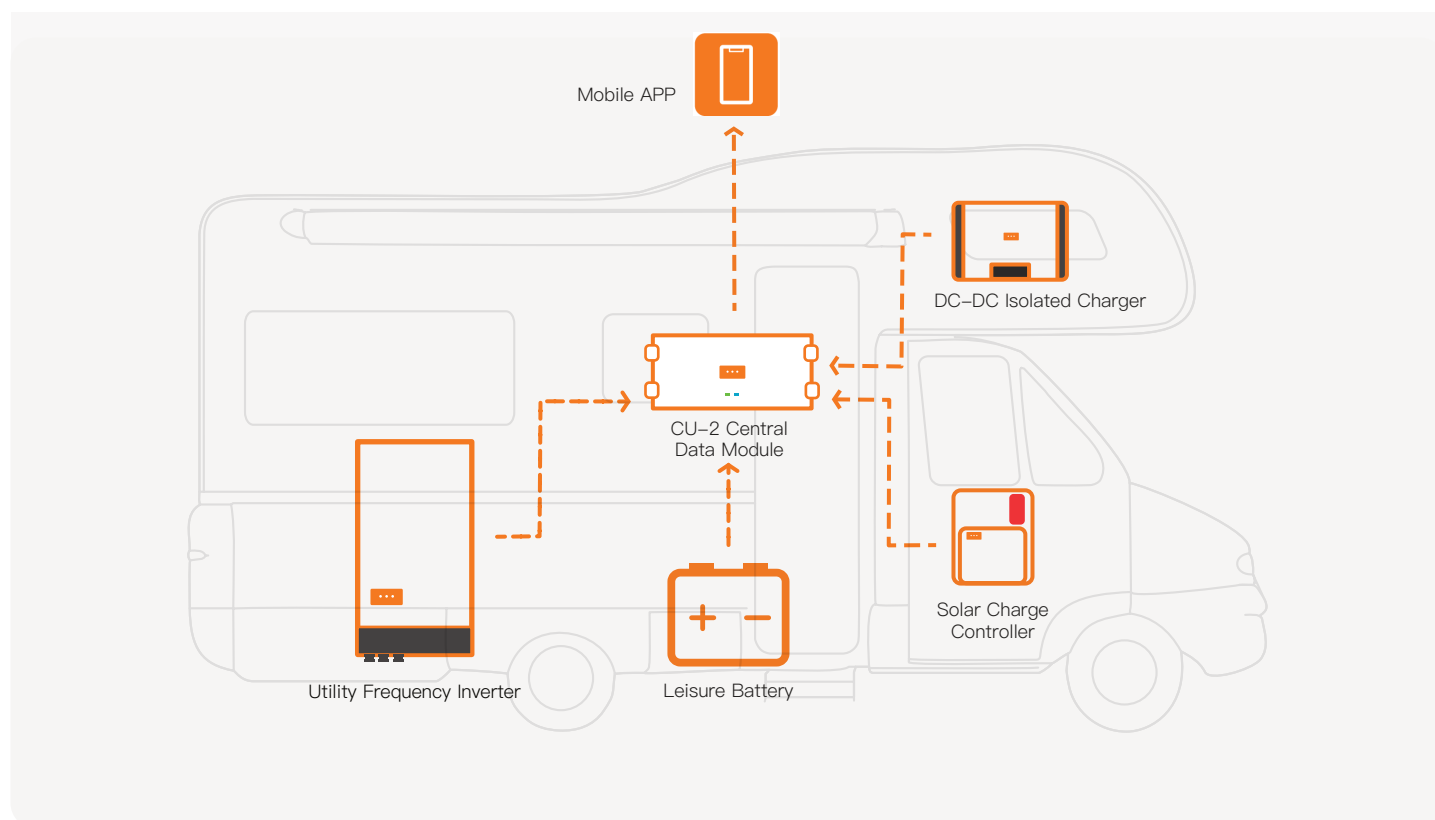 Mobile APP
DC–DC Isolated Charger
CU–2 Central
Data Module
Solar Charge
Controller
Utility Frequency Inverter
Leisure Battery